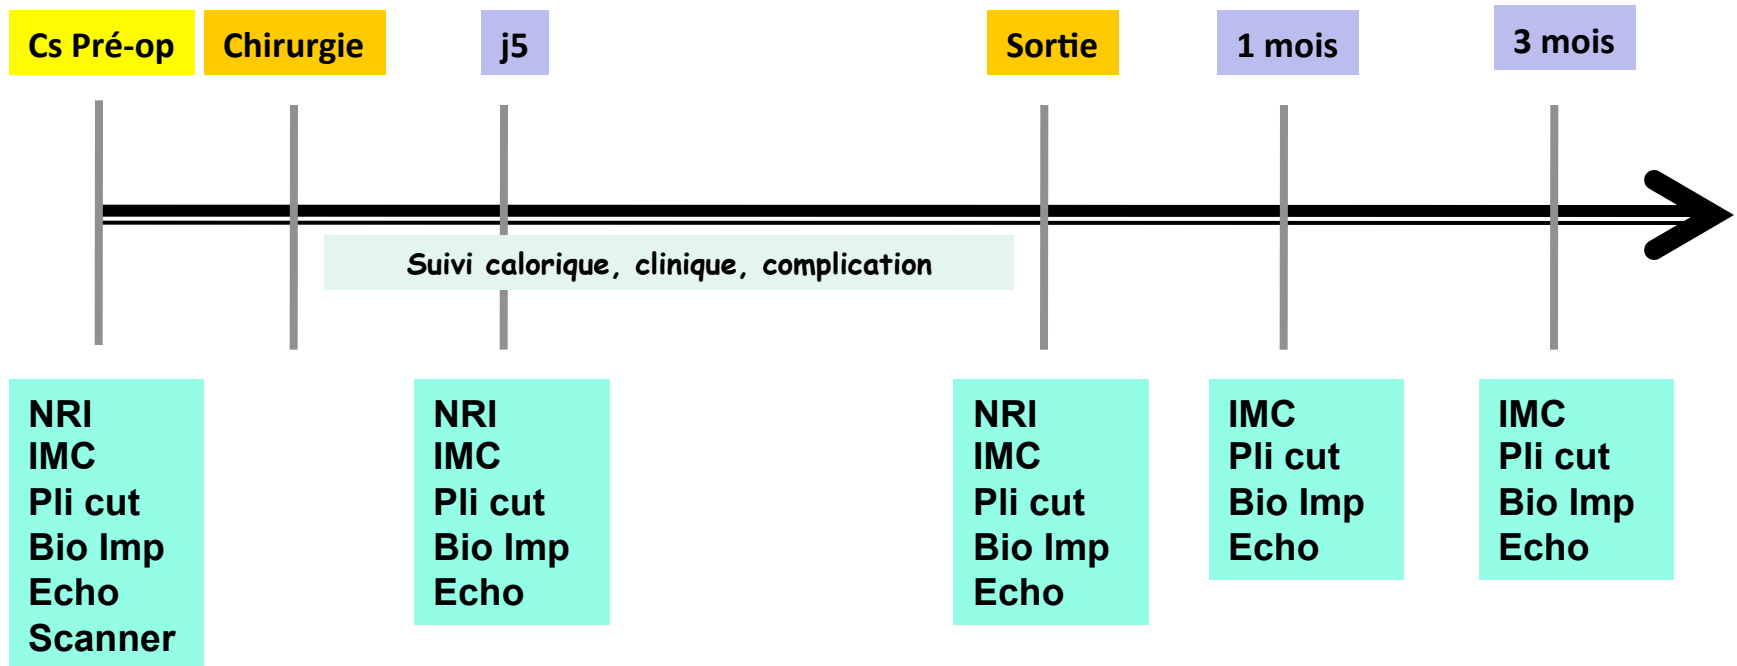 Cs Pré-op
Chirurgie
j5
Sortie
1 mois
3 mois
Suivi calorique, clinique, complication
NRI
IMC
Pli cut
Bio Imp
Echo
Scanner
NRI
IMC
Pli cut
Bio Imp
Echo
NRI
IMC
Pli cut
Bio Imp
Echo
IMC
Pli cut
Bio Imp
Echo
IMC
Pli cut
Bio Imp
Echo